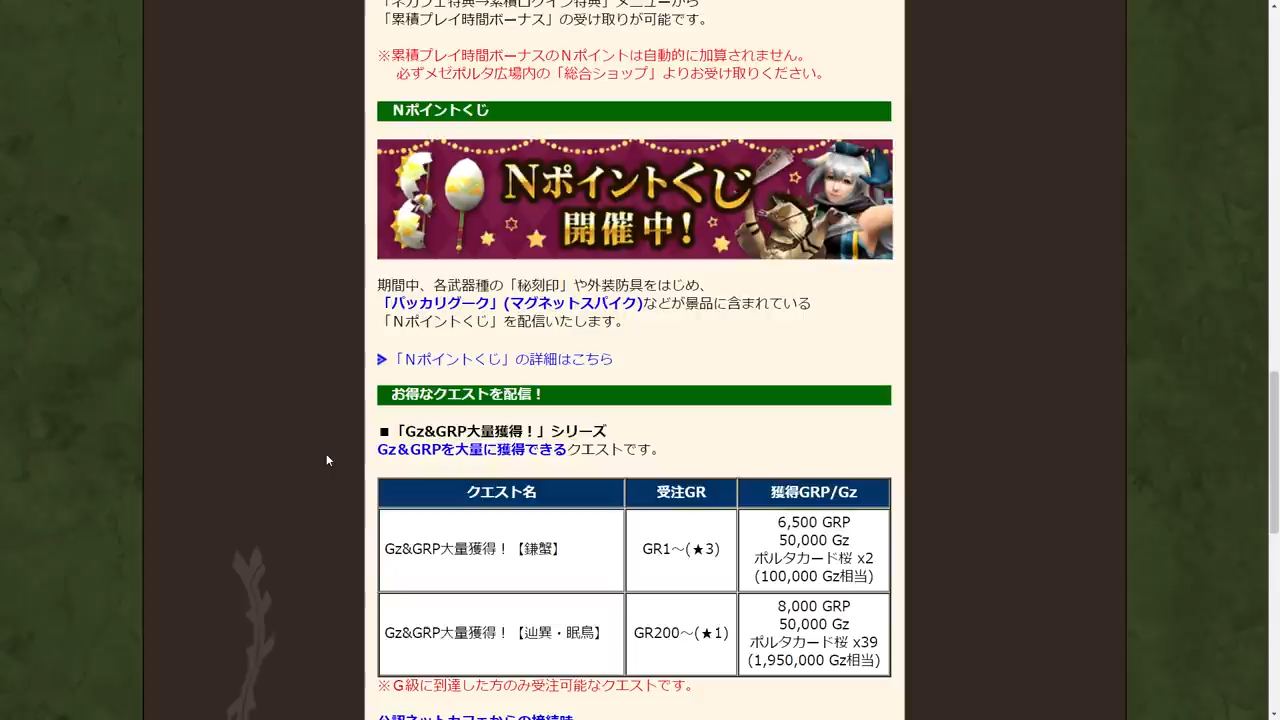 「ネカフェ特典→累積ログイン特典」メニューから
「累積プレイ時間ボーナス」の受け取りが可能です。
※累積プレイ時間ボーナスのＮポイントは自動的に加算されません。
必ずメゼポルタ広場内の「総合ショップ」よりお受け取りください。
Ｎポイントくじ
Nポイントくじ
開催中!
期間中、各武器種の「秘刻印」や外装防具をはじめ、
「パッカリグーク」(マグネットスパイク)などが景品に含まれている
「Ｎポイントくじ」を配信いたします。
「Ｎポイントくじ」の詳細はこちら
お得なクエストを配信！
■「Gz&GRP大量獲得！」シリーズ
Gz＆GRPを大量に獲得できるクエストです。
クエスト名 受注GR 獲得GRP/Gz
Gz&GRP大量獲得！【鎌蟹】 GR1～(★3) 6,500 GRP
50,000 Gz
ポルタカード桜 x2
(100,000 Gz相当)
Gz&GRP大量獲得！【辿異・眠鳥】 GR200～(★1) 8,000 GRP
50,000 Gz
ポルタカード桜 x39
(1,950,000 Gz相当)
※Ｇ級に到達した方のみ受注可能なクエストです。
公認ネットカフェからの接続時